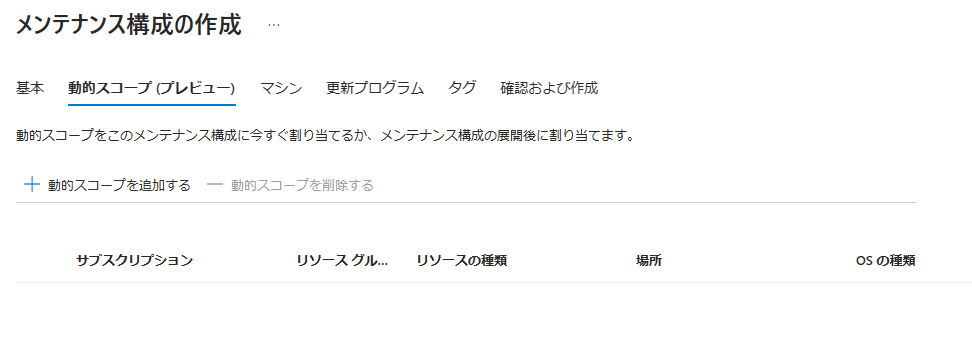 メンテナンス構成の作成 …
基本 動的スコープ (プレビュー) マシン 更新プログラム タグ 確認および作成
動的スコープをこのメンテナンス構成に今すぐ割り当てるか、メンテナンス構成の展開後に割り当てます。
動的スコープを追加する 動的スコープを削除する
サブスクリプション リソース グル... リソースの種類 場所 OS の種類